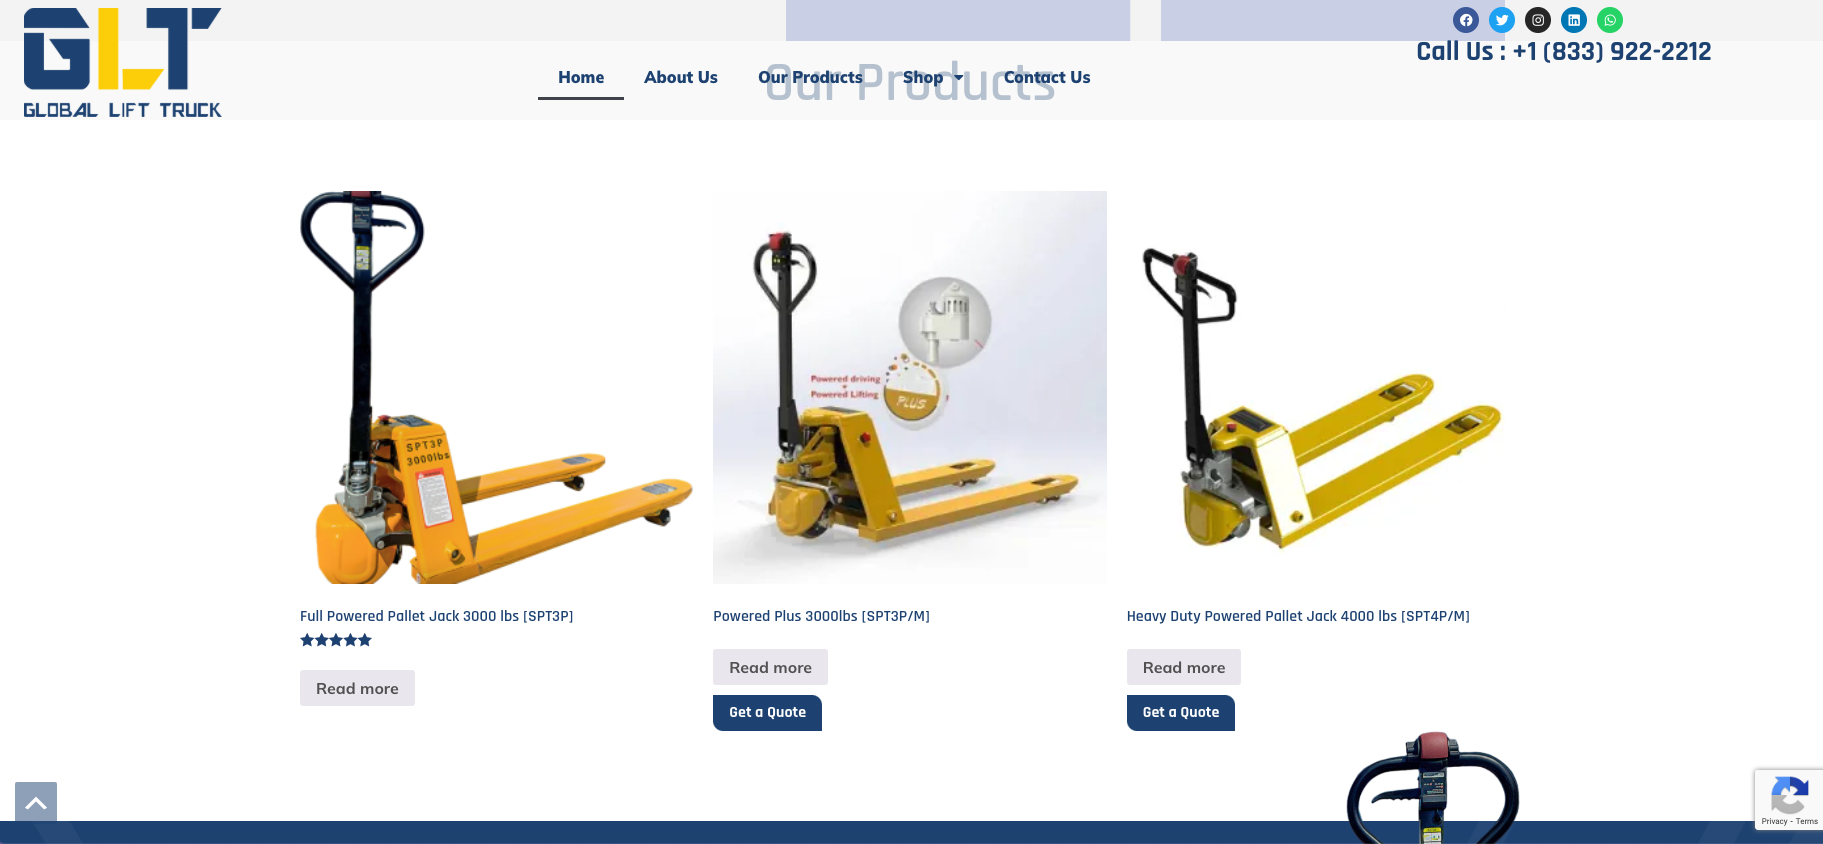 GLT
GLOBAL LIFT TRUCK
Call Us : +1 (833) 922-2212
Our Products
Home
About Us
Our Products
Shop
Contact Us
SPT3P
3000lbs
Powered driving
+
Powered Lifting
PLUS
Full Powered Pallet Jack 3000 lbs [SPT3P]
Powered Plus 3000lbs [SPT3P/M]
Heavy Duty Powered Pallet Jack 4000 lbs [SPT4P/M]
Read more
Read more
Read more
Get a Quote
Get a Quote
Privacy - Terms